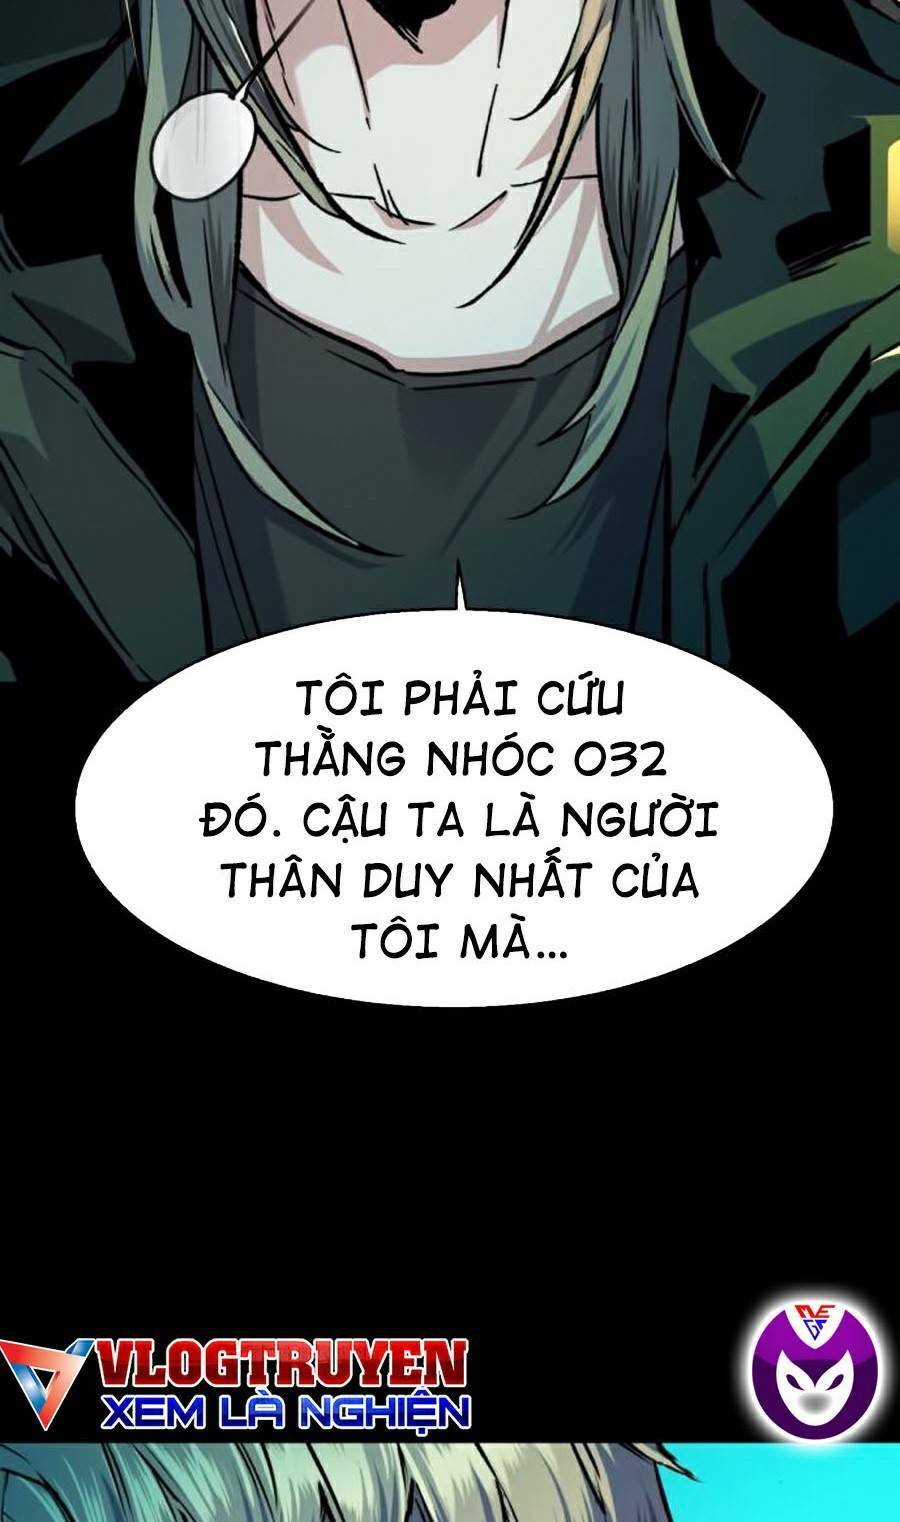 TÔI PHẢI CỨU
THẰNG NHÓC 032
ĐÓ. CẬU TA LÀ NGƯỜI
THÂN DUY NHẤT CỦA
TÔI MÀ...
VLOGTRUYEN
XEM LÀ NGHIỆN